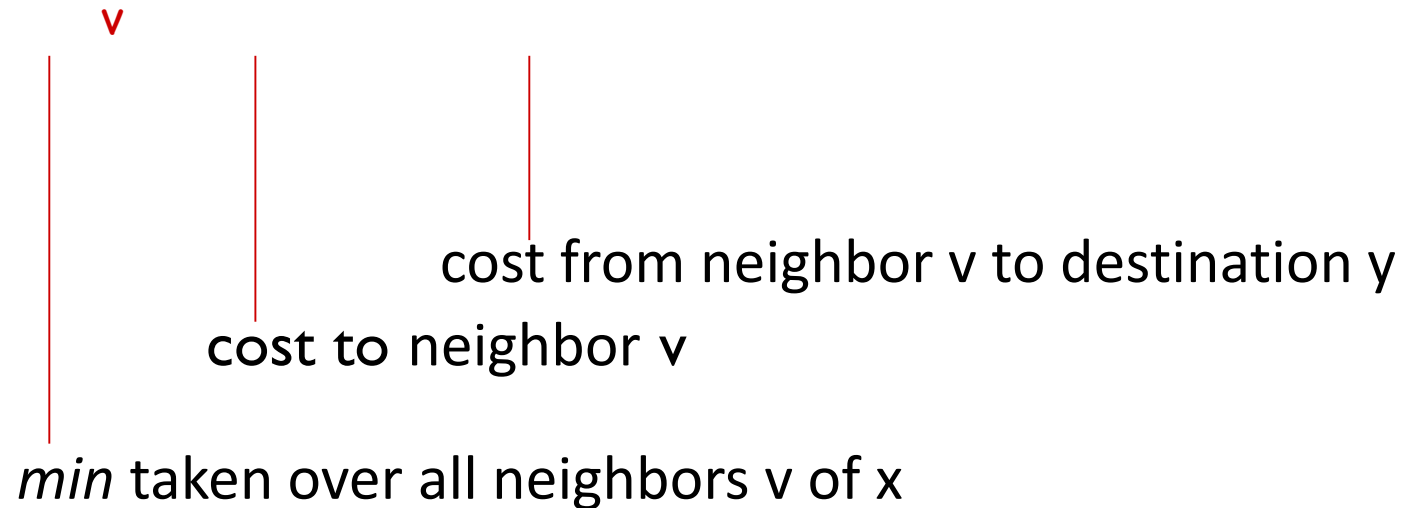 v
cost from neighbor v to destination y
cost to neighbor v
min taken over all neighbors v of x